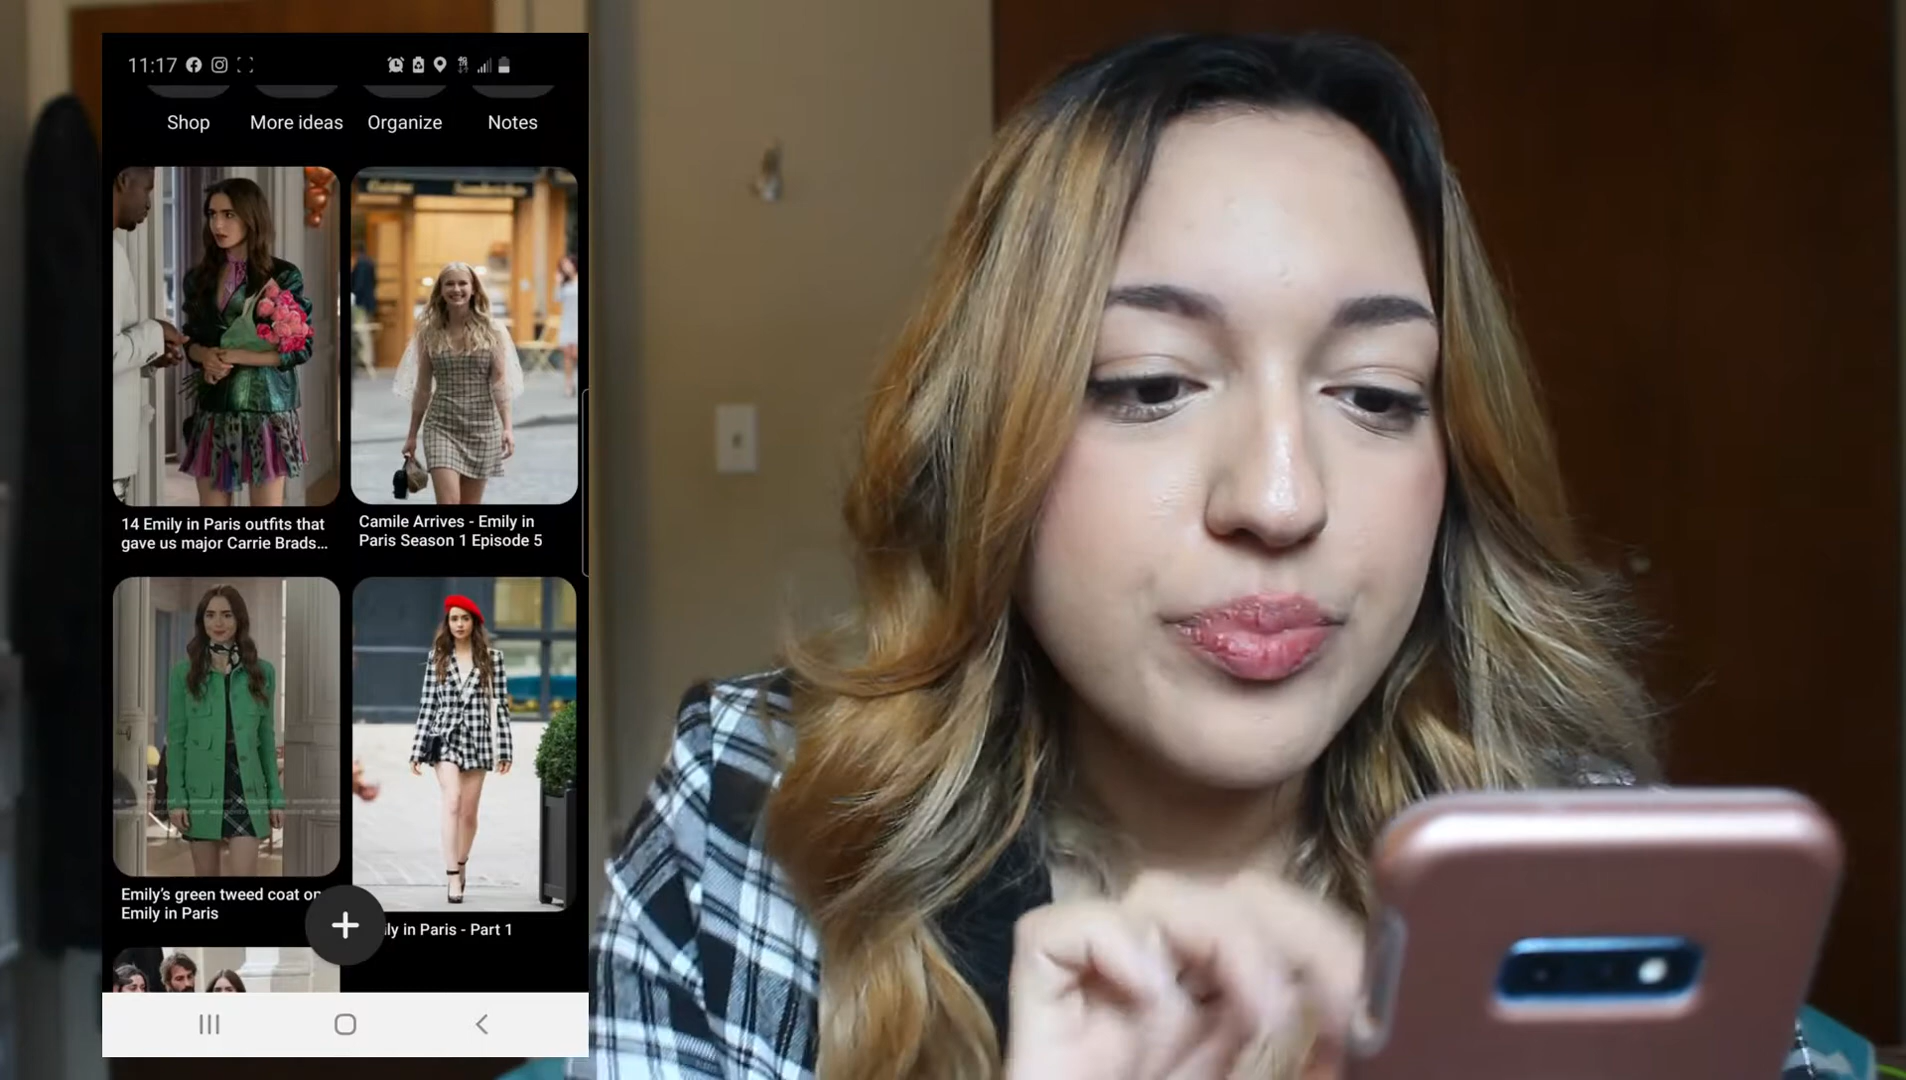 11:17
Shop
More ideas
Organize
Notes
14 Emily in Paris outfits that
gave us major Carrie Brads...
Camile Arrives - Emily in
Paris Season 1 Episode 5
Emily's green tweed coat on
Emily in Paris
ily in Paris - Part 1